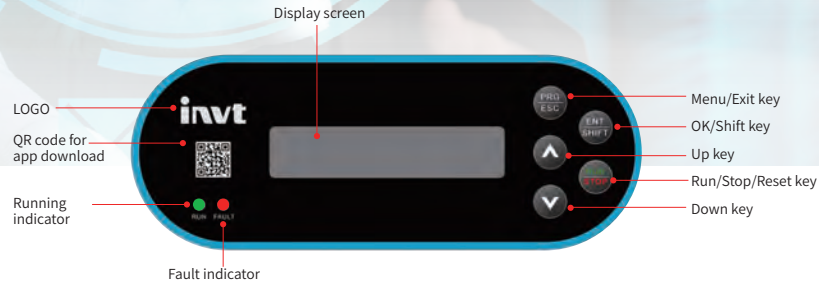 Display screen
LOGO
invt
QR code for
app download
Running
indicator
RUN FAULT
Fault indicator
PRG
ESC
ENT
SHIFT
STOP
Menu/Exit key
OK/Shift key
Up key
Run/Stop/Reset key
Down key